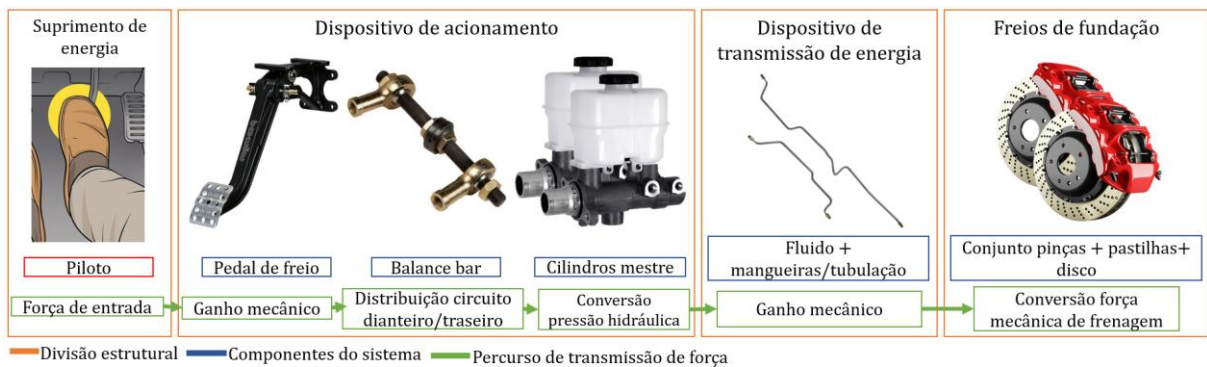 Suprimento de
energia
Dispositivo de acionamento
Dispositivo de
transmissão de energia
Freios de fundação
Piloto
Pedal de freio
Balance bar
Cilindros mestre
Fluido +
mangueiras/tubulação
Conjunto pinças + pastilhas+
disco
Força de entrada
Ganho mecânico
Distribuição circuito
dianteiro/traseiro
Conversão
pressão hidráulica
Ganho mecânico
Conversão força
mecânica de frenagem
Divisão estrutural
Componentes do sistema
Percurso de transmissão de força